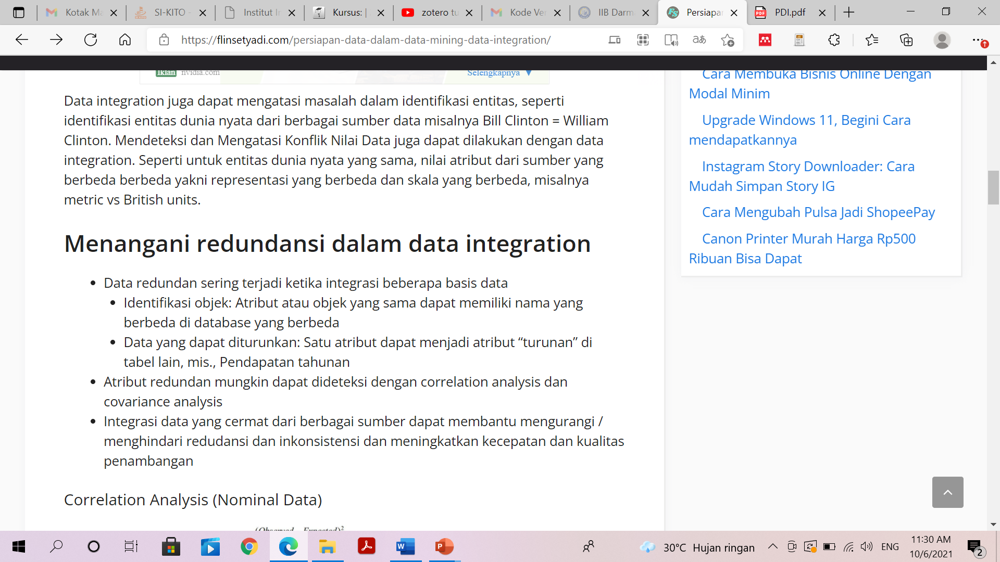 Kotak Ma
SI-KITO -
Institut Ir
Kursus: |
zotero tu
Kode Ver
IIB Darm
Persiapan
PDI.pdf
https://flinsetyadi.com/persiapan-data-dalam-data-mining-data-integration/
Iklan nvidia.com Selengkapnya
Data integration juga dapat mengatasi masalah dalam identifikasi entitas, seperti
identifikasi entitas dunia nyata dari berbagai sumber data misalnya Bill Clinton = William
Clinton. Mendeteksi dan Mengatasi Konflik Nilai Data juga dapat dilakukan dengan data
integration. Seperti untuk entitas dunia nyata yang sama, nilai atribut dari sumber yang
berbeda berbeda yakni representasi yang berbeda dan skala yang berbeda, misalnya
metric vs British units.
Menangani redundansi dalam data integration
• Data redundan sering terjadi ketika integrasi beberapa basis data
• Identifikasi objek: Atribut atau objek yang sama dapat memiliki nama yang
berbeda di database yang berbeda
• Data yang dapat diturunkan: Satu atribut dapat menjadi atribut “turunan” di
tabel lain, mis., Pendapatan tahunan
• Atribut redundan mungkin dapat dideteksi dengan correlation analysis dan
covariance analysis
• Integrasi data yang cermat dari berbagai sumber dapat membantu mengurangi /
menghindari redudansi dan inkonsistensi dan meningkatkan kecepatan dan kualitas
penambangan
Correlation Analysis (Nominal Data)
(Observed Expected)²
Cara Membuka Bisnis Online Dengan
Modal Minim
Upgrade Windows 11, Begini Cara
mendapatkannya
Instagram Story Downloader: Cara
Mudah Simpan Story IG
Cara Mengubah Pulsa Jadi ShopeePay
Canon Printer Murah Harga Rp500
Ribuan Bisa Dapat
30°C Hujan ringan
ENG
11:30 AM
10/6/2021
2